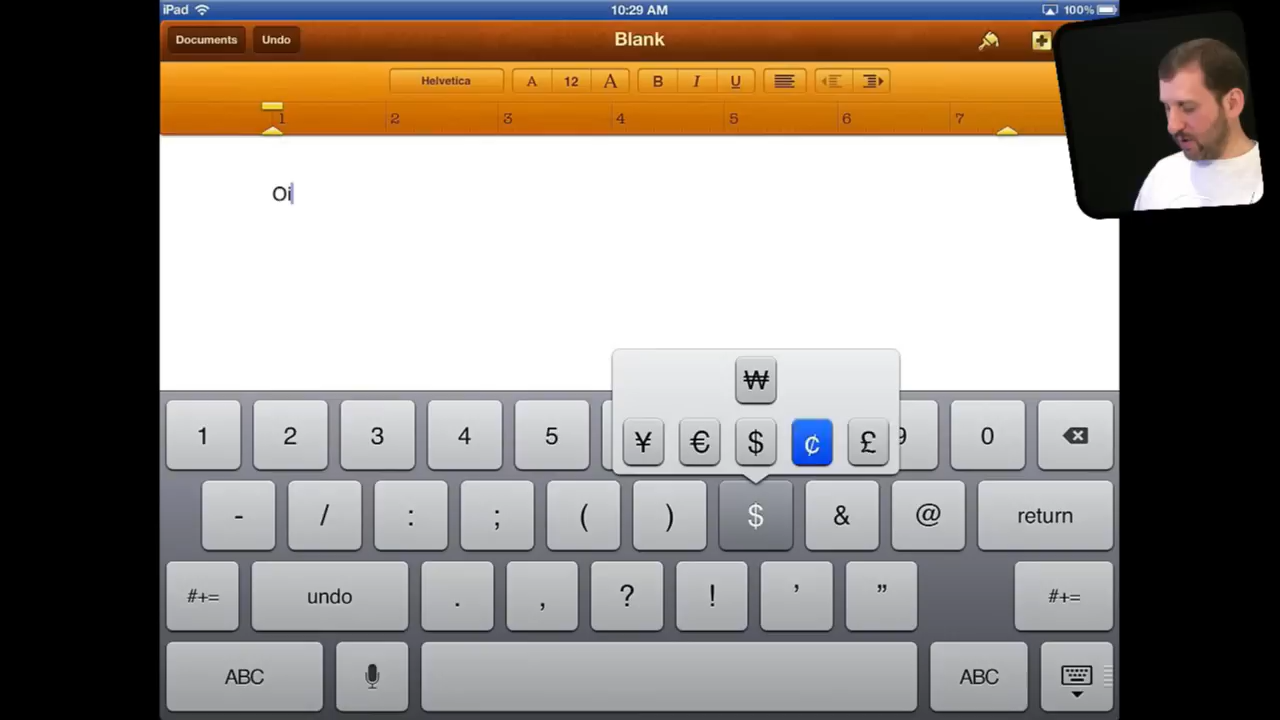 iPad 10:29 AM 100%
Documents Undo Blank
Helvetica A 12 A B I U
1 2 3 4 5 6 7
Oi
₩
¥ € $ ¢ £
1 2 3 4 5 9 0
- / : ; ( ) $ & @ return
#+= undo . , ? ! ’ ” #+=
ABC ABC